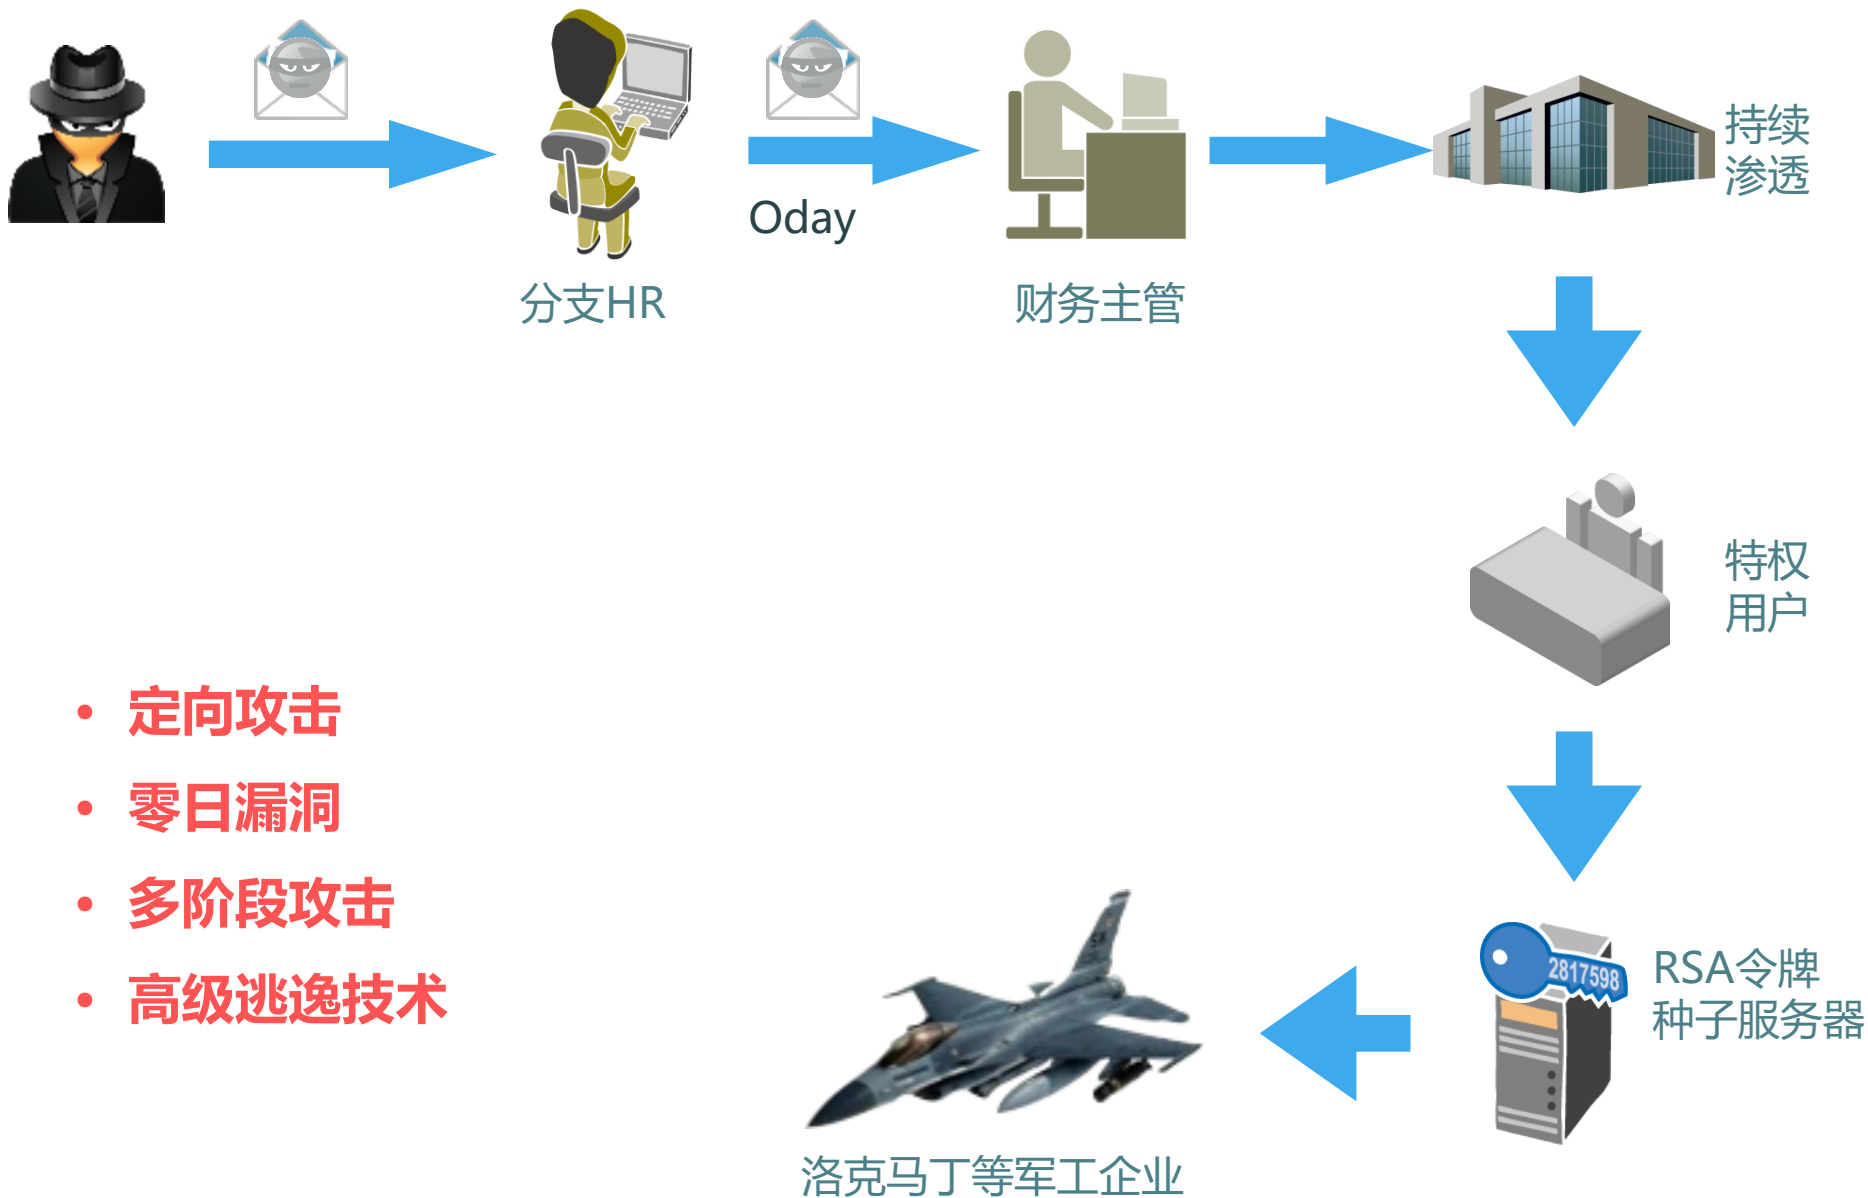 Oday
分支HR
财务主管
持续
渗透
特权
用户
2817598
RSA令牌
种子服务器
洛克马丁等军工企业
• 定向攻击
• 零日漏洞
• 多阶段攻击
• 高级逃逸技术